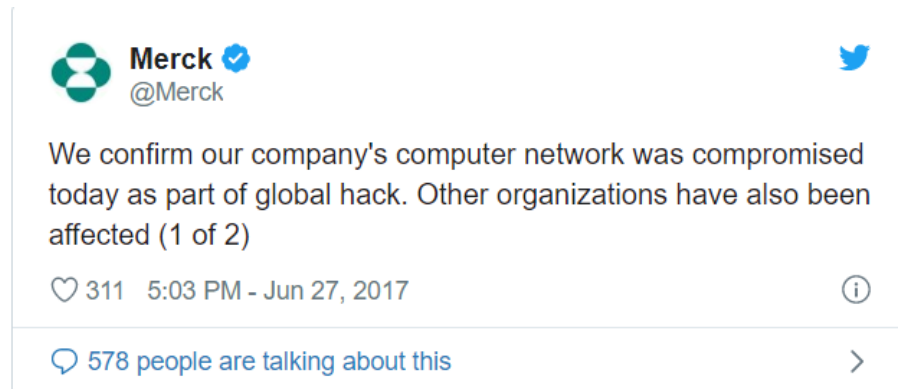 Merck
@Merck
We confirm our company's computer network was compromised
today as part of global hack. Other organizations have also been
affected (1 of 2)
311 5:03 PM - Jun 27, 2017
578 people are talking about this